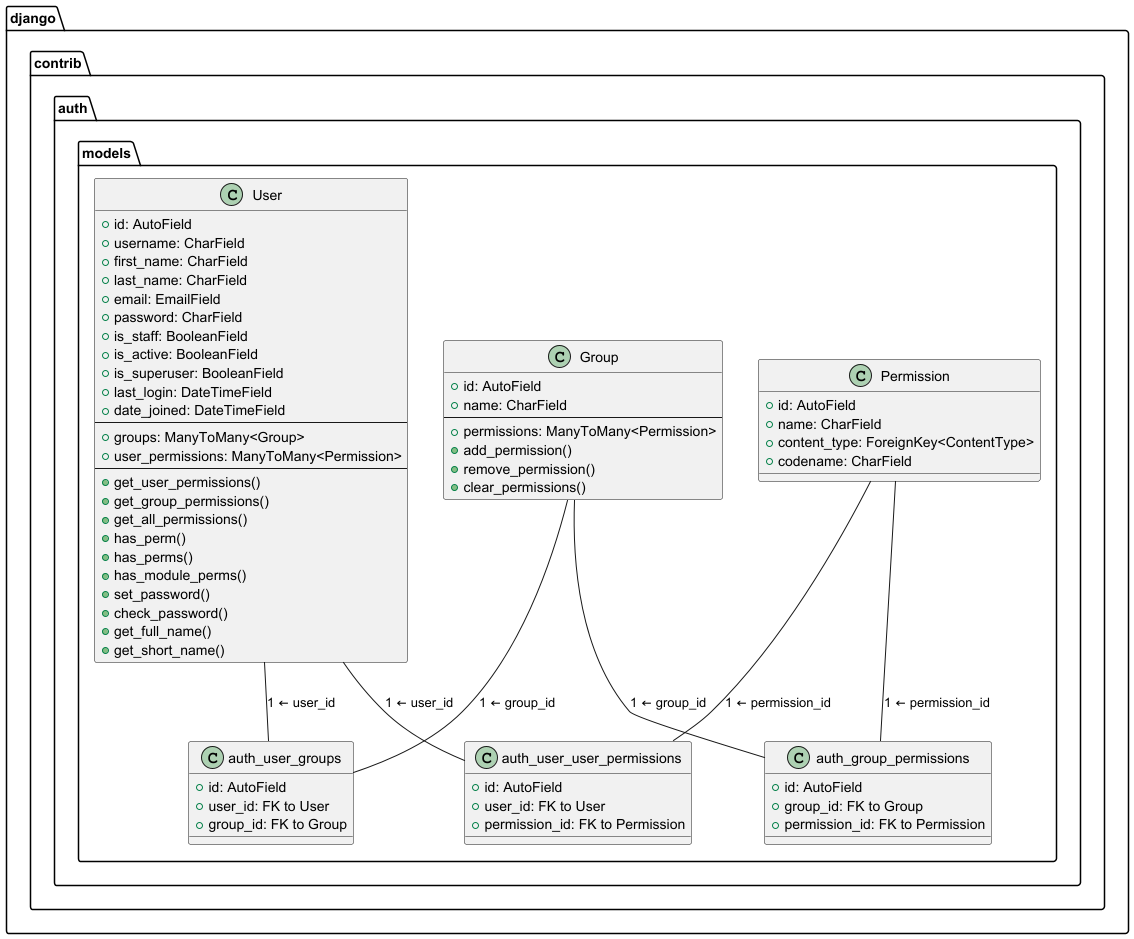 django
contrib
auth
models
C User
id: AutoField
username: CharField
first_name: CharField
last_name: CharField
email: EmailField
password: CharField
is_staff: BooleanField
is_active: BooleanField
is_superuser: BooleanField
last_login: DateTimeField
date_joined: DateTimeField
groups: ManyToMany<Group>
user_permissions: ManyToMany<Permission>
get_user_permissions()
get_group_permissions()
get_all_permissions()
has_perm()
has_perms()
has_module_perms()
set_password()
check_password()
get_full_name()
get_short_name()
C Group
id: AutoField
name: CharField
permissions: ManyToMany<Permission>
add_permission()
remove_permission()
clear_permissions()
C Permission
id: AutoField
name: CharField
content_type: ForeignKey<ContentType>
codename: CharField
1 ← user_id
1 ← user_id
1 ← group_id
1 ← group_id
1 ← permission_id
1 ← permission_id
C auth_user_groups
id: AutoField
user_id: FK to User
group_id: FK to Group
C auth_user_user_permissions
id: AutoField
user_id: FK to User
permission_id: FK to Permission
C auth_group_permissions
id: AutoField
group_id: FK to Group
permission_id: FK to Permission